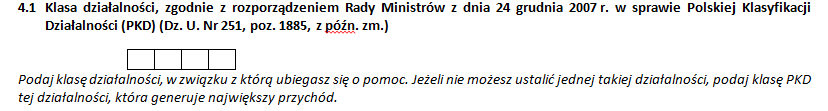 4.1 Klasa działalności, zgodnie z rozporządzeniem Rady Ministrów z dnia 24 grudnia 2007 r. w sprawie Polskiej Klasyfikacji
Działalności (PKD) (Dz. U. Nr 251, poz. 1885, z późn. zm.)
Podaj klasę działalności, w związku z którą ubiegasz się o pomoc. Jeżeli nie możesz ustalić jednej takiej działalności, podaj klasę PKD
tej działalności, która generuje największy przychód.